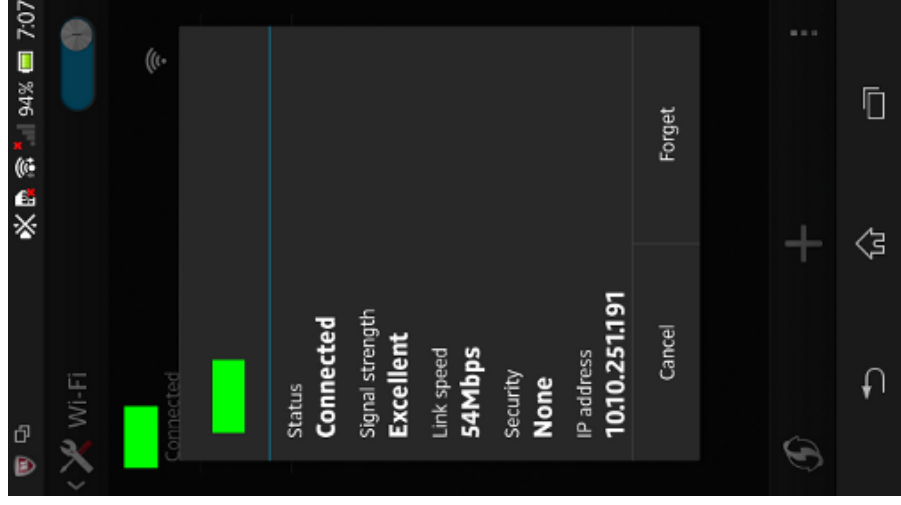 94% 7:07
Wi-Fi
Connected
Status
Connected
Signal strength
Excellent
Link speed
54Mbps
Security
None
IP address
10.10.251.191
Cancel
Forget